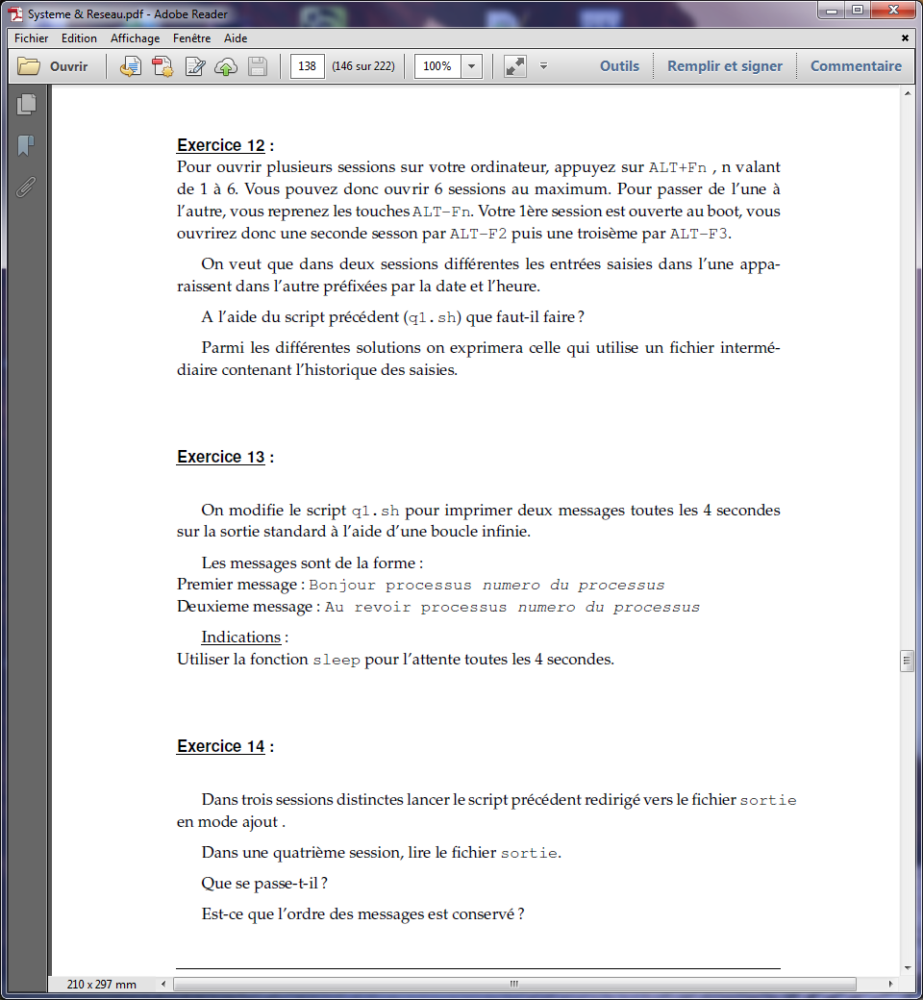 Systeme & Reseau.pdf - Adobe Reader
Fichier Edition Affichage Fenêtre Aide
Ouvrir 138 (146 sur 222) 100% Outils Remplir et signer Commentaire
Exercice 12 :
Pour ouvrir plusieurs sessions sur votre ordinateur, appuyez sur ALT+Fn , n valant
de 1 à 6. Vous pouvez donc ouvrir 6 sessions au maximum. Pour passer de l'une à
l'autre, vous reprenez les touches ALT-Fn. Votre 1ère session est ouverte au boot, vous
ouvrirez donc une seconde sesson par ALT-F2 puis une troisème par ALT-F3.
On veut que dans deux sessions différentes les entrées saisies dans l'une appa-
raissent dans l'autre préfixées par la date et l'heure.
A l'aide du script précédent (q1.sh) que faut-il faire ?
Parmi les différentes solutions on exprimera celle qui utilise un fichier intermé-
diaire contenant l'historique des saisies.
Exercice 13 :
On modifie le script q1.sh pour imprimer deux messages toutes les 4 secondes
sur la sortie standard à l'aide d'une boucle infinie.
Les messages sont de la forme :
Premier message : Bonjour processus numero du processus
Deuxieme message : Au revoir processus numero du processus
Indications :
Utiliser la fonction sleep pour l'attente toutes les 4 secondes.
Exercice 14 :
Dans trois sessions distinctes lancer le script précédent redirigé vers le fichier sortie
en mode ajout .
Dans une quatrième session, lire le fichier sortie.
Que se passe-t-il ?
Est-ce que l'ordre des messages est conservé ?
210 x 297 mm